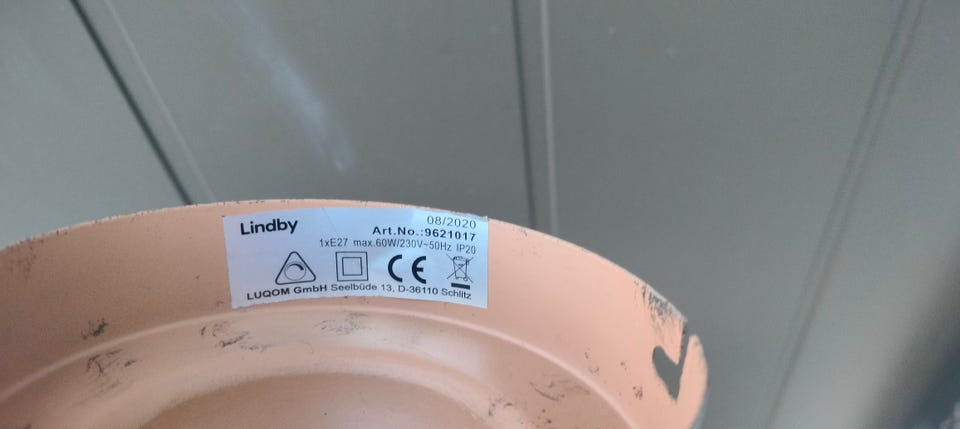 Lindby
08/2020
Art.No.:9621017
1xE27 max.60W/230V~50Hz IP20
CE
LUQOM GmbH Seelbüde 13, D-36110 Schlitz